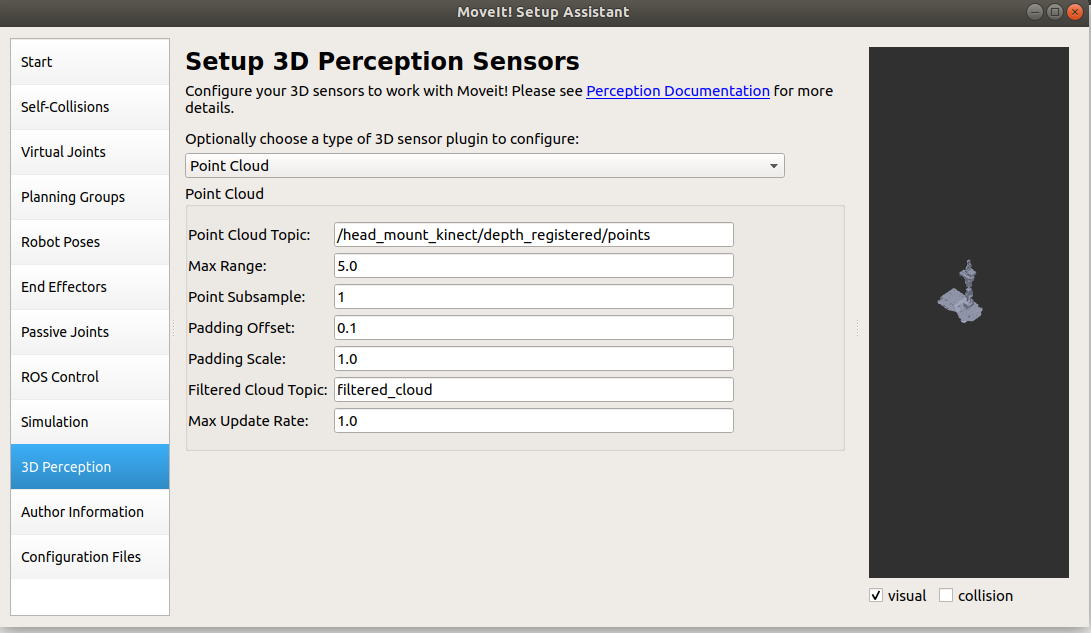 MoveIt! Setup Assistant
Start
Self-Collisions
Virtual Joints
Planning Groups
Robot Poses
End Effectors
Passive Joints
ROS Control
Simulation
3D Perception
Author Information
Configuration Files
Setup 3D Perception Sensors
Configure your 3D sensors to work with Moveit! Please see Perception Documentation for more
details.
Optionally choose a type of 3D sensor plugin to configure:
Point Cloud
Point Cloud
Point Cloud Topic: /head_mount_kinect/depth_registered/points
Max Range: 5.0
Point Subsample: 1
Padding Offset: 0.1
Padding Scale: 1.0
Filtered Cloud Topic: filtered_cloud
Max Update Rate: 1.0
visual collision